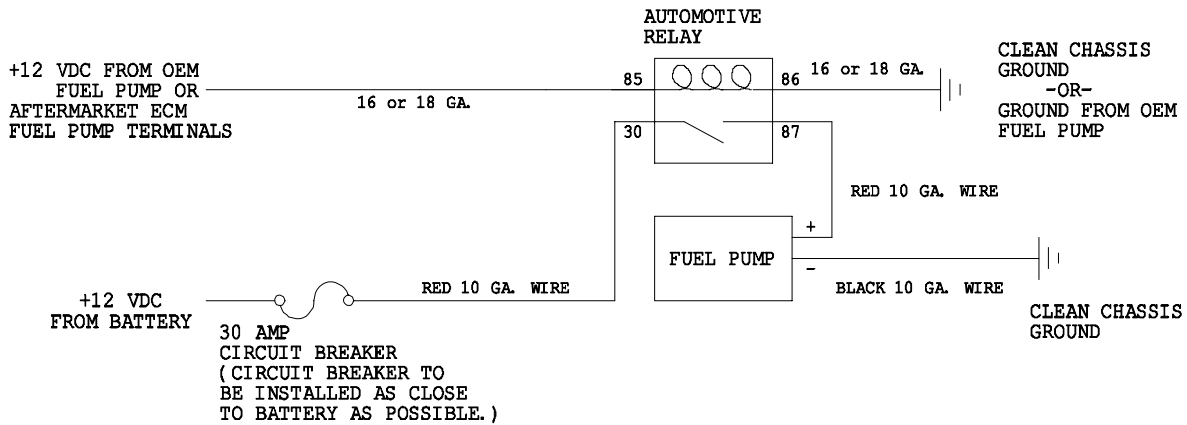 AUTOMOTIVE
RELAY
+12 VDC FROM OEM
FUEL PUMP OR
AFTERMARKET ECM
FUEL PUMP TERMINALS
16 or 18 GA.
85
86
16 or 18 GA.
CLEAN CHASSIS
GROUND
-OR-
GROUND FROM OEM
FUEL PUMP
30
87
RED 10 GA. WIRE
FUEL PUMP
+
-
BLACK 10 GA. WIRE
CLEAN CHASSIS
GROUND
+12 VDC
FROM BATTERY
RED 10 GA. WIRE
30 AMP
CIRCUIT BREAKER
(CIRCUIT BREAKER TO
BE INSTALLED AS CLOSE
TO BATTERY AS POSSIBLE.)